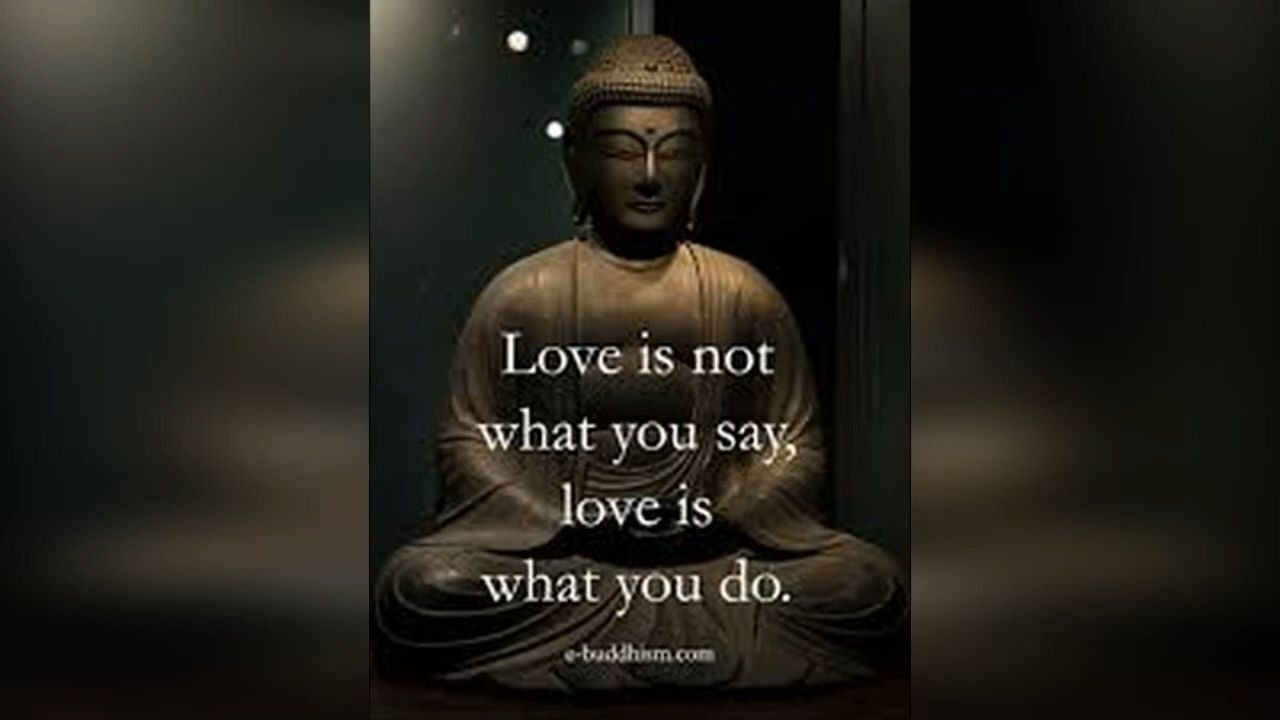 Love is not
what you say,
love is
what you do.
e-buddhism.com